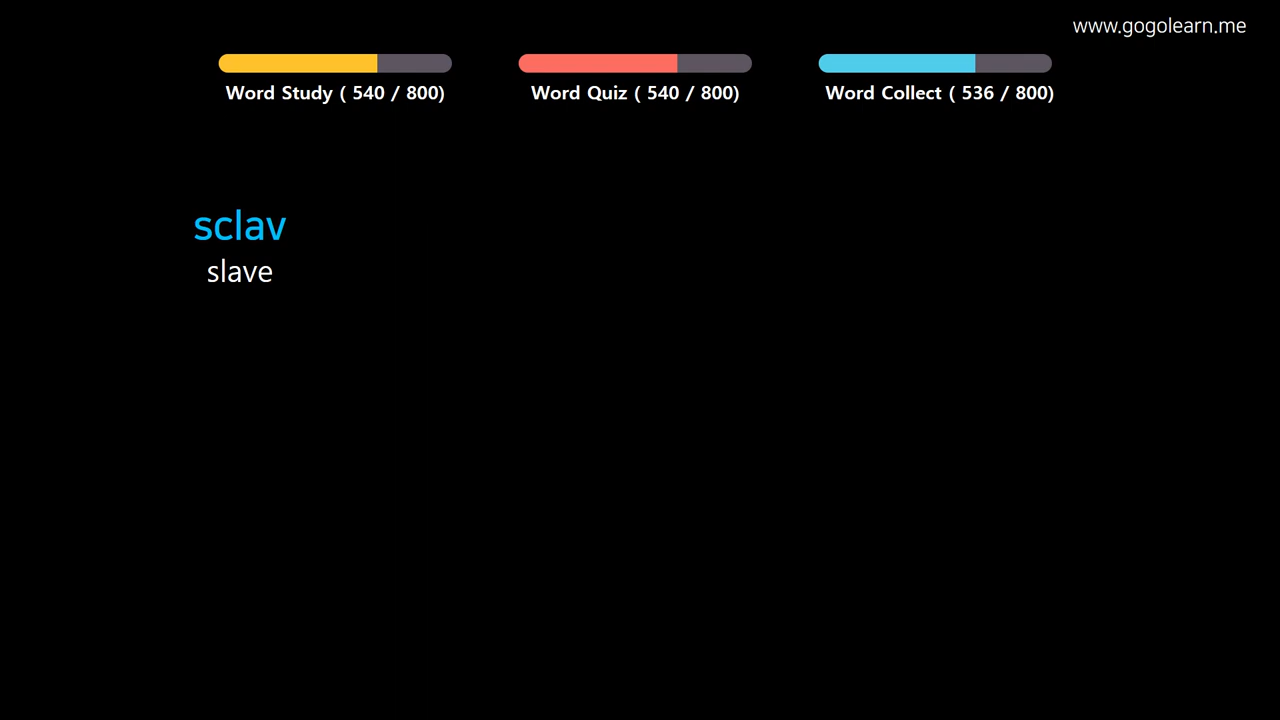 www.gogolearn.me
Word Study ( 540 / 800)
Word Quiz ( 540 / 800)
Word Collect ( 536 / 800)
sclav
slave